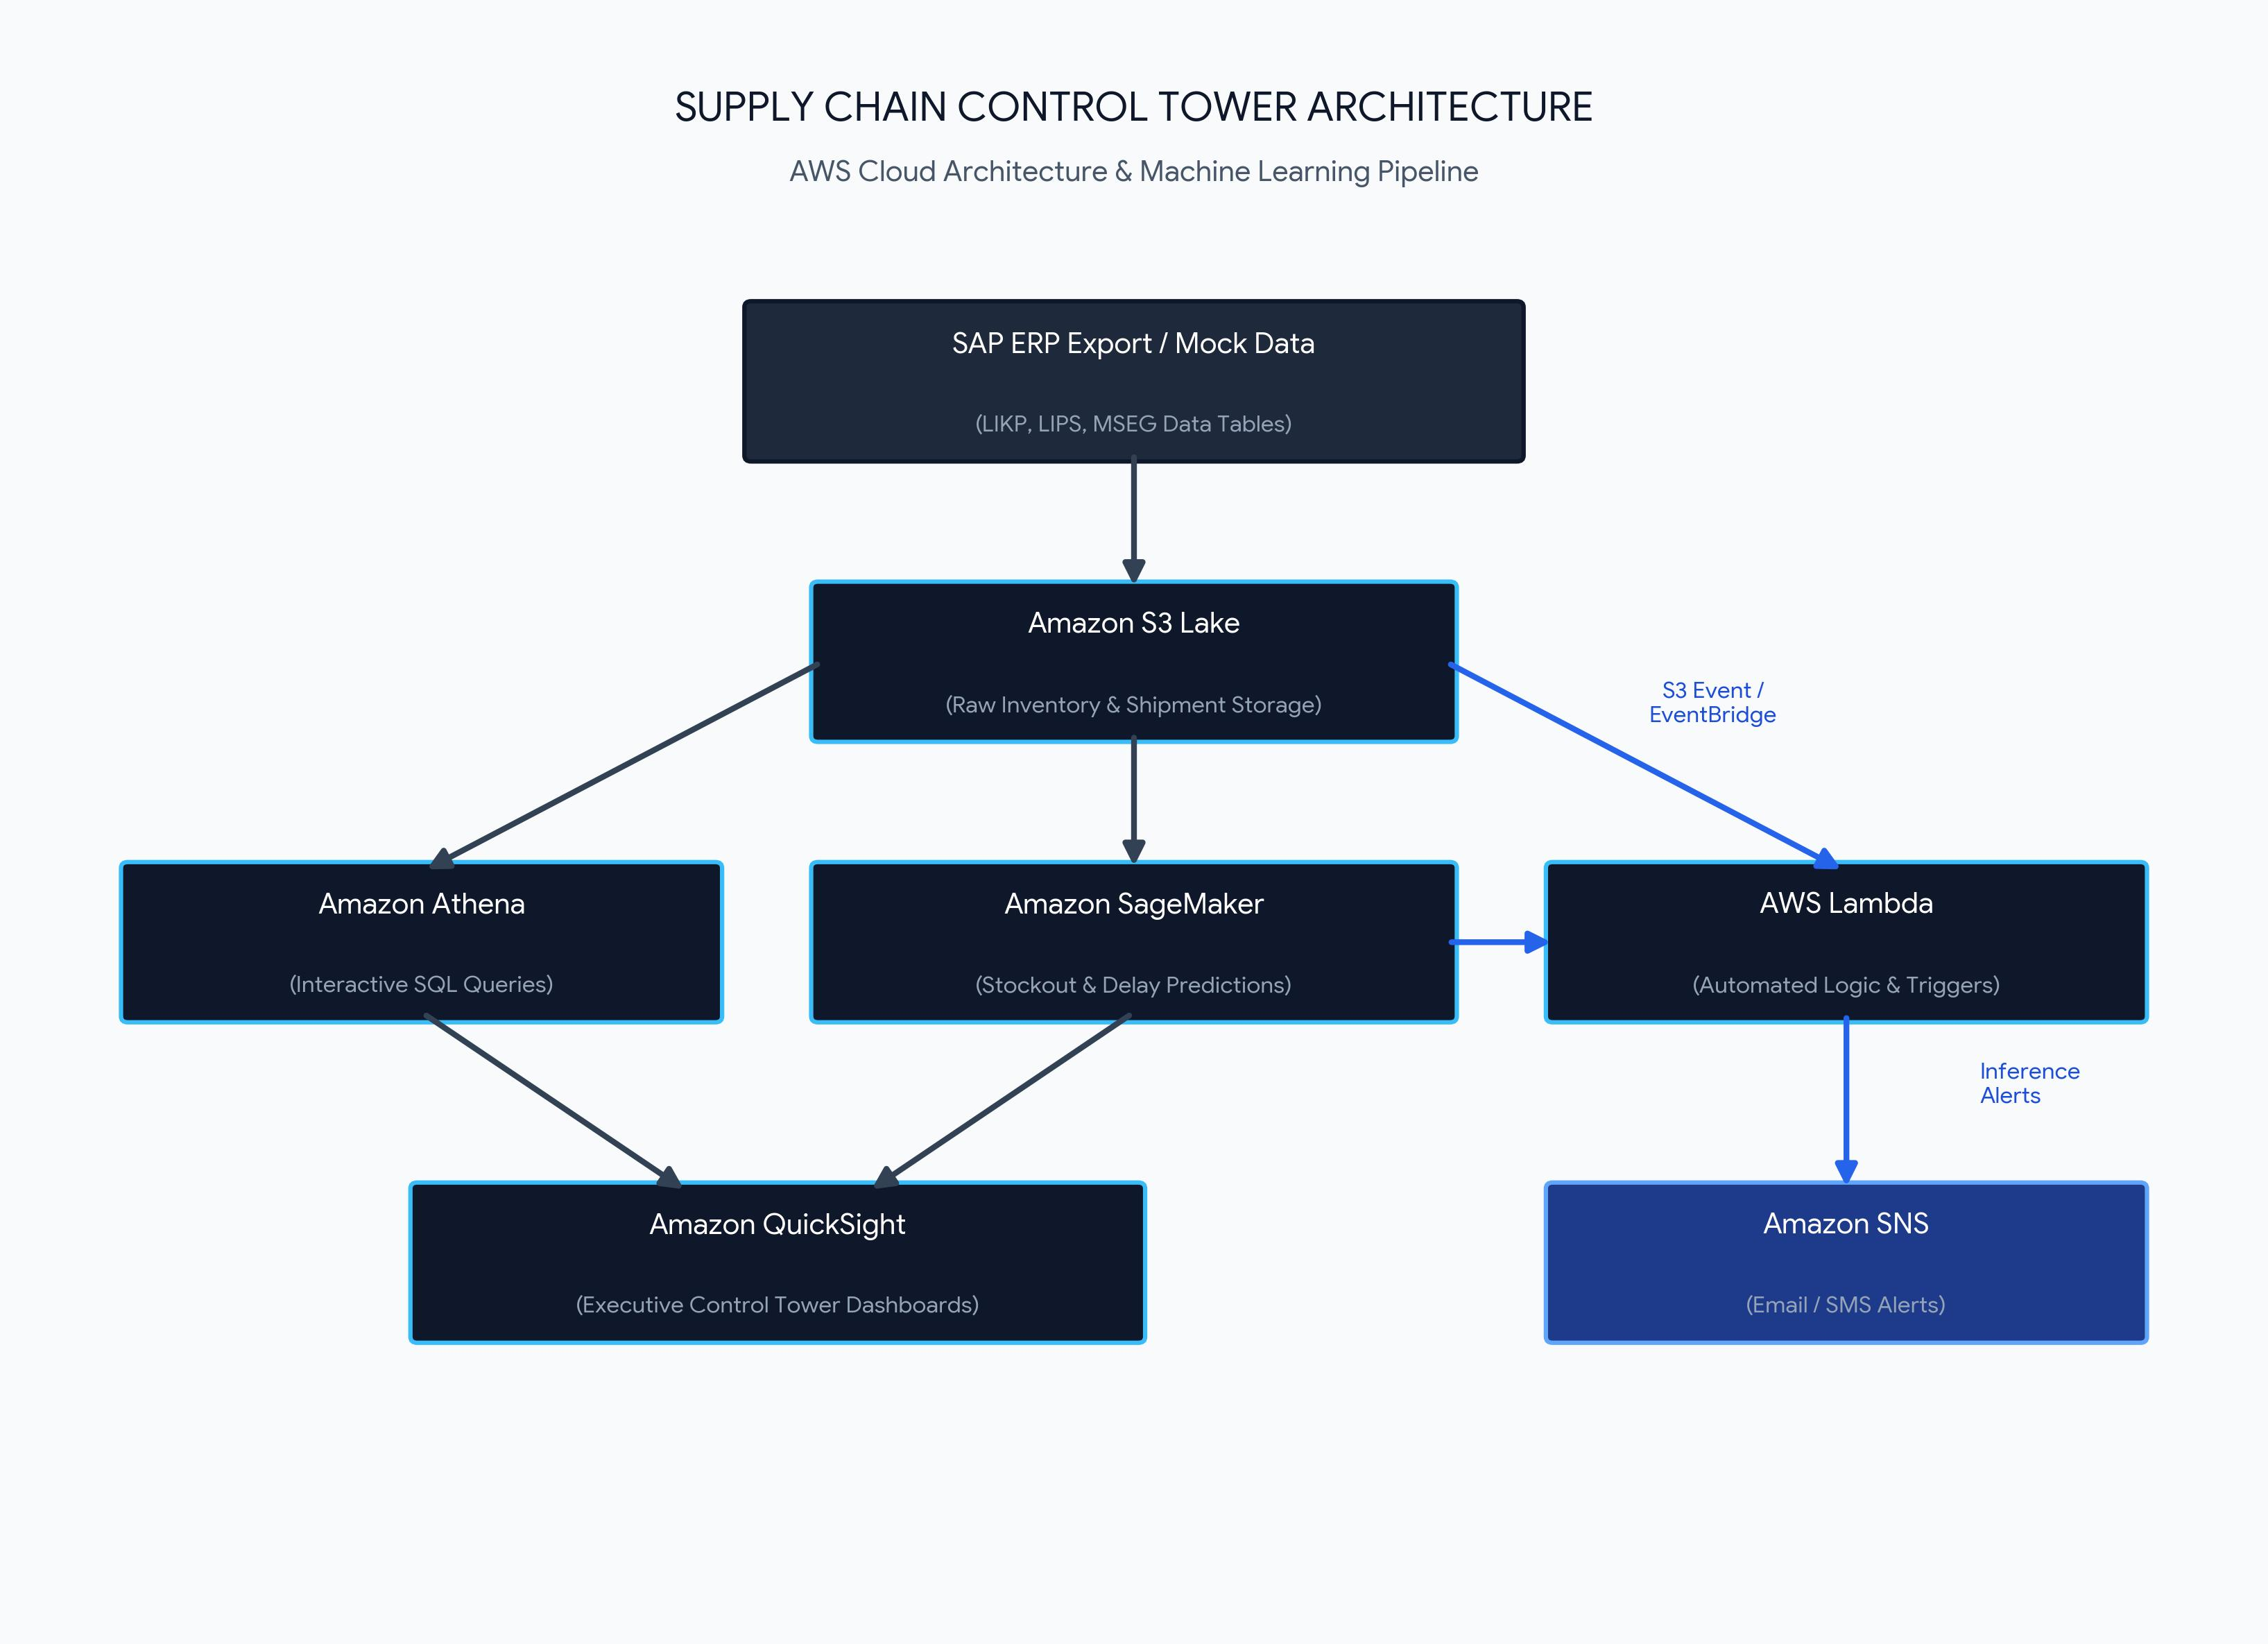 SUPPLY CHAIN CONTROL TOWER ARCHITECTURE
AWS Cloud Architecture & Machine Learning Pipeline
SAP ERP Export / Mock Data
(LIKP, LIPS, MSEG Data Tables)
Amazon S3 Lake
(Raw Inventory & Shipment Storage)
S3 Event /
EventBridge
Amazon Athena
(Interactive SQL Queries)
Amazon SageMaker
(Stockout & Delay Predictions)
AWS Lambda
(Automated Logic & Triggers)
Inference
Alerts
Amazon QuickSight
(Executive Control Tower Dashboards)
Amazon SNS
(Email / SMS Alerts)